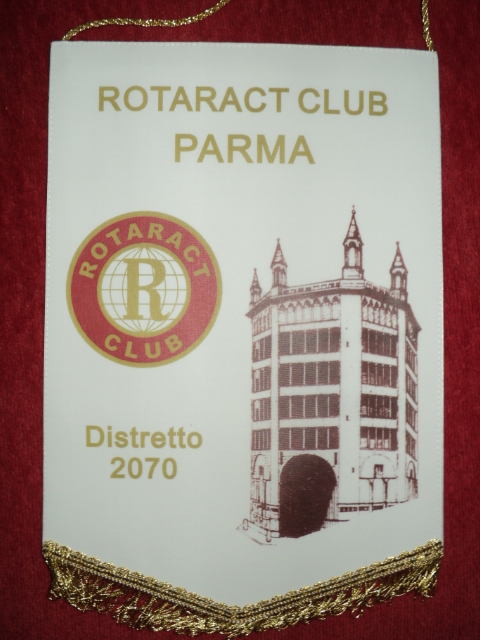 ROTARACT CLUB
PARMA
ROTARACT
R
CLUB
Distretto
2070